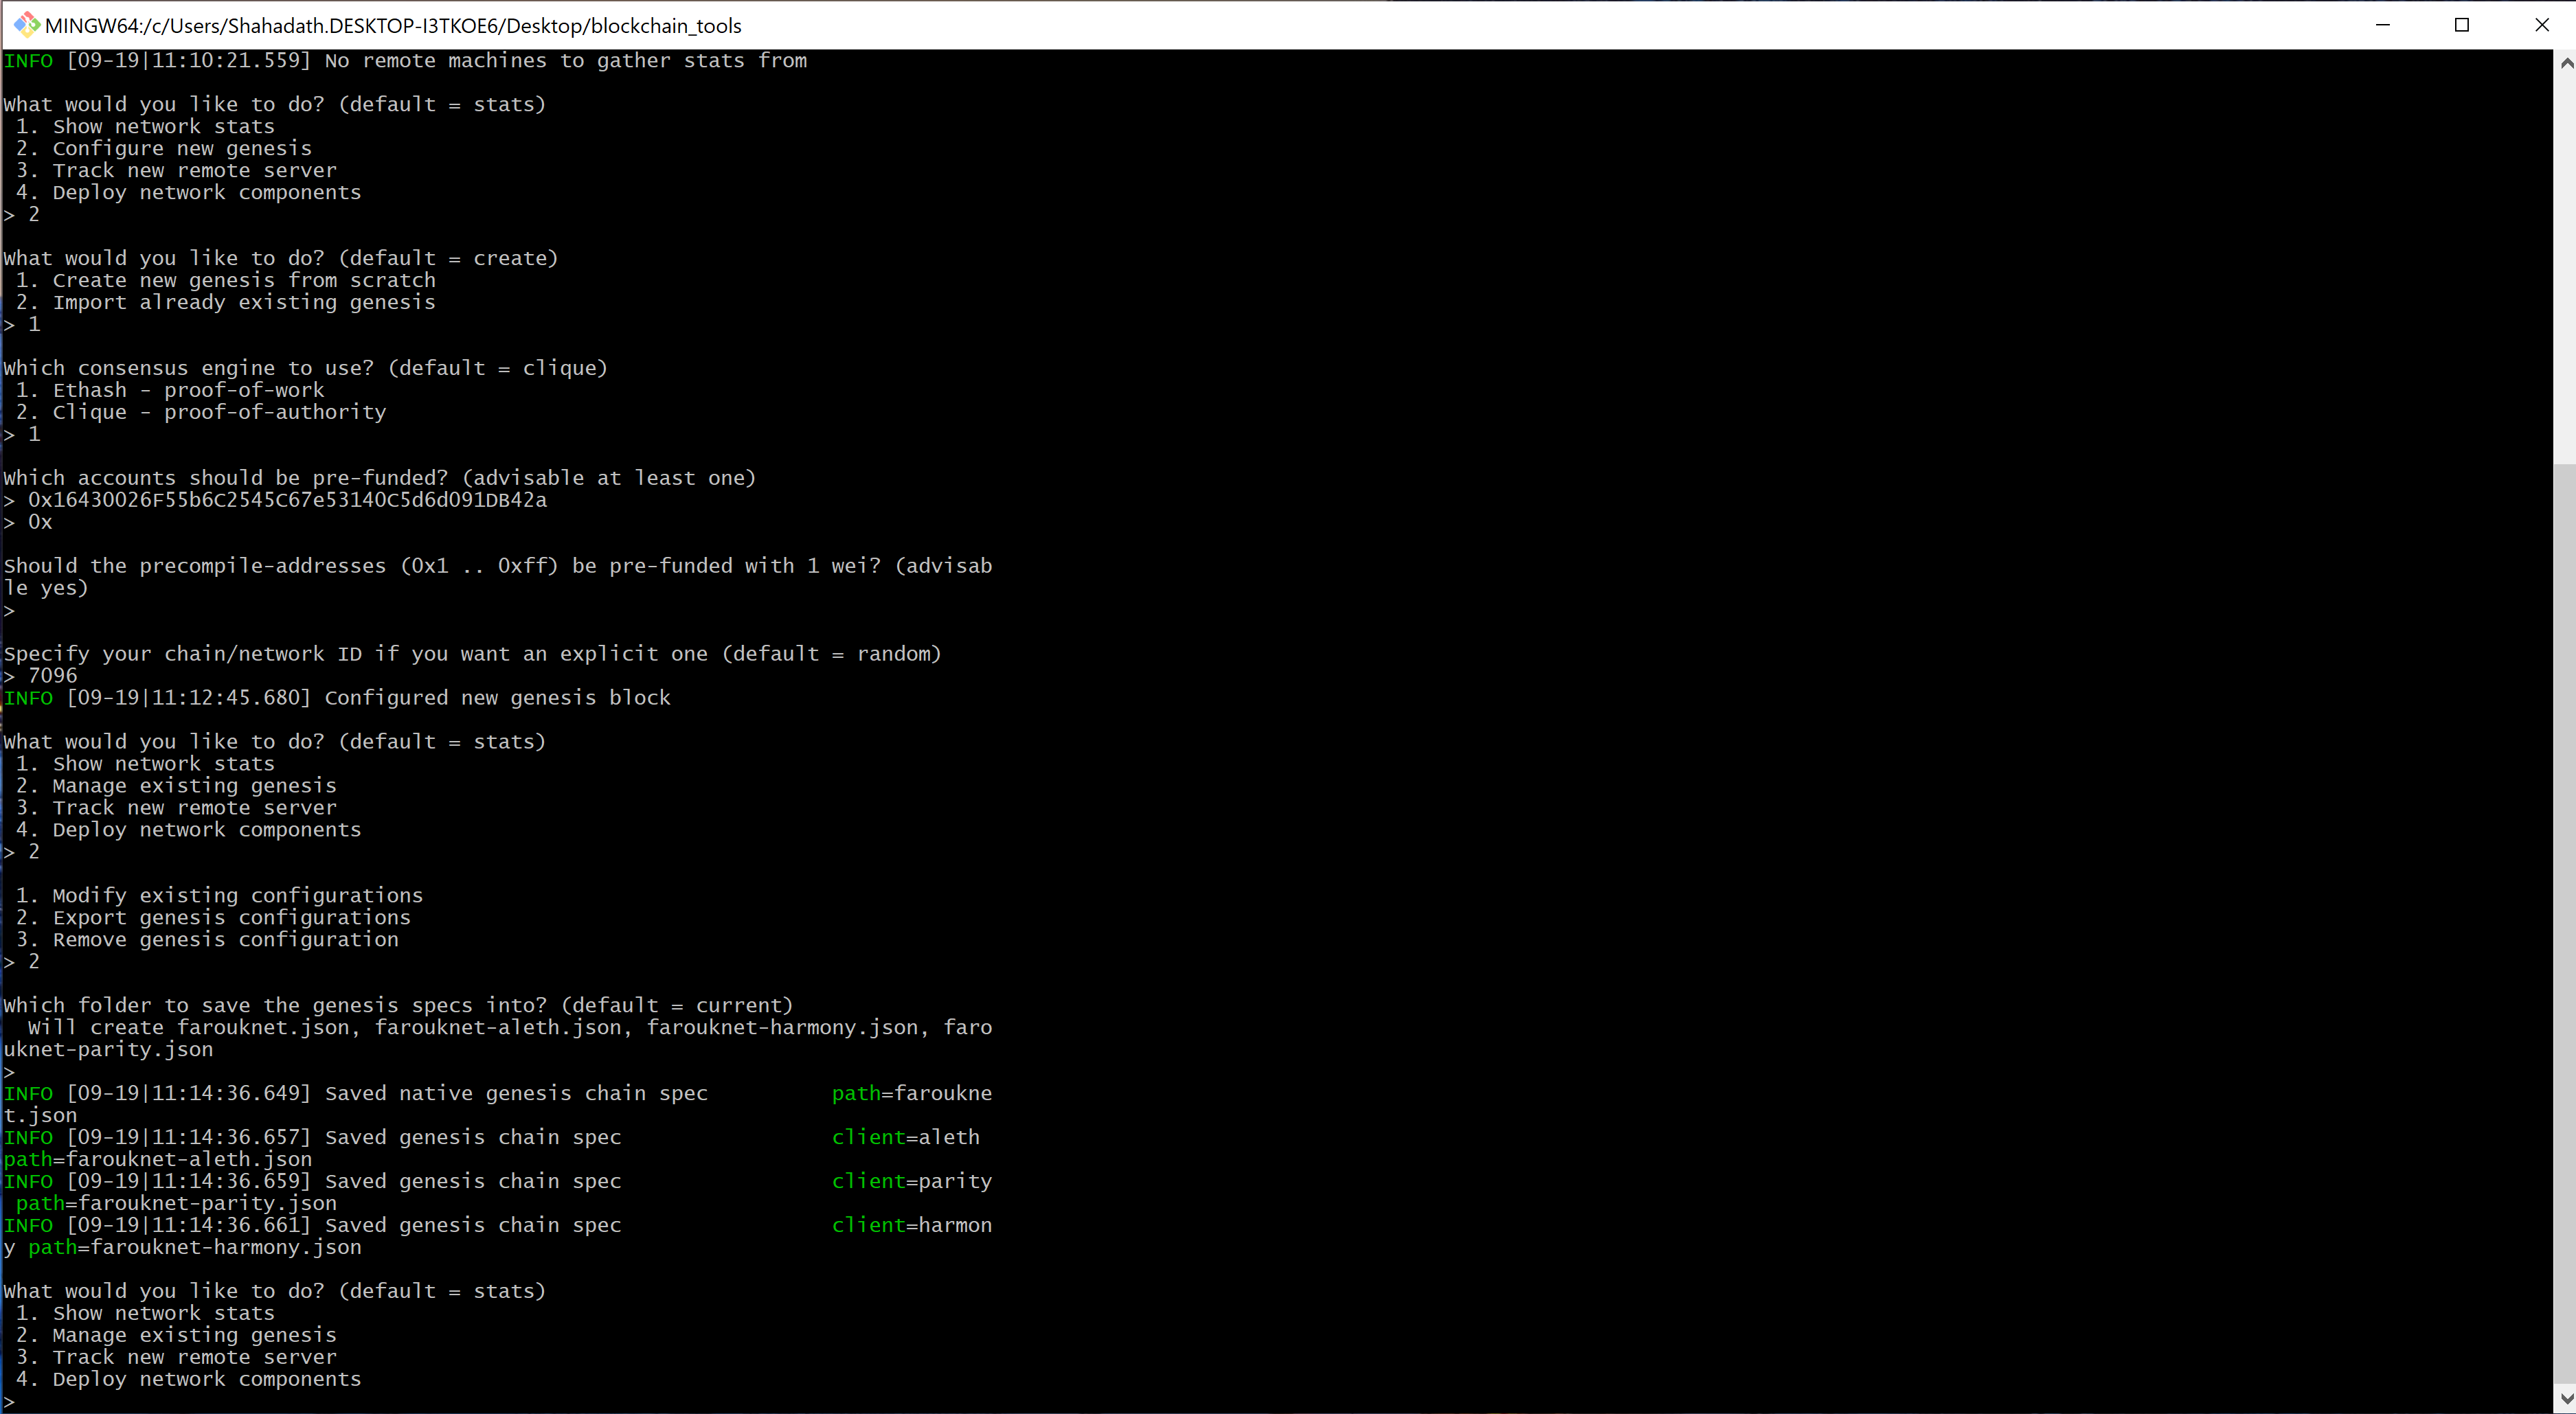 MINGW64:/c/Users/Shahadath.DESKTOP-I3TKOE6/Desktop/blockchain_tools
INFO [09-19|11:10:21.559] No remote machines to gather stats from
What would you like to do? (default = stats)
1. Show network stats
2. Configure new genesis
3. Track new remote server
4. Deploy network components
> 2
What would you like to do? (default = create)
1. Create new genesis from scratch
2. Import already existing genesis
> 1
Which consensus engine to use? (default = clique)
1. Ethash - proof-of-work
2. Clique - proof-of-authority
> 1
Which accounts should be pre-funded? (advisable at least one)
> 0x16430026F55b6C2545C67e53140C5d6d091DB42a
> 0x
Should the precompile-addresses (0x1 .. 0xff) be pre-funded with 1 wei? (advisab
le yes)
>
Specify your chain/network ID if you want an explicit one (default = random)
> 7096
INFO [09-19|11:12:45.680] Configured new genesis block
What would you like to do? (default = stats)
1. Show network stats
2. Manage existing genesis
3. Track new remote server
4. Deploy network components
> 2
1. Modify existing configurations
2. Export genesis configurations
3. Remove genesis configuration
> 2
Which folder to save the genesis specs into? (default = current)
Will create farouknet.json, farouknet-aleth.json, farouknet-harmony.json, faro
uknet-parity.json
>
INFO [09-19|11:14:36.649] Saved native genesis chain spec path=faroukne
t.json
INFO [09-19|11:14:36.657] Saved genesis chain spec client=aleth
path=farouknet-aleth.json
INFO [09-19|11:14:36.659] Saved genesis chain spec client=parity
path=farouknet-parity.json
INFO [09-19|11:14:36.661] Saved genesis chain spec client=harmon
y path=farouknet-harmony.json
What would you like to do? (default = stats)
1. Show network stats
2. Manage existing genesis
3. Track new remote server
4. Deploy network components
>